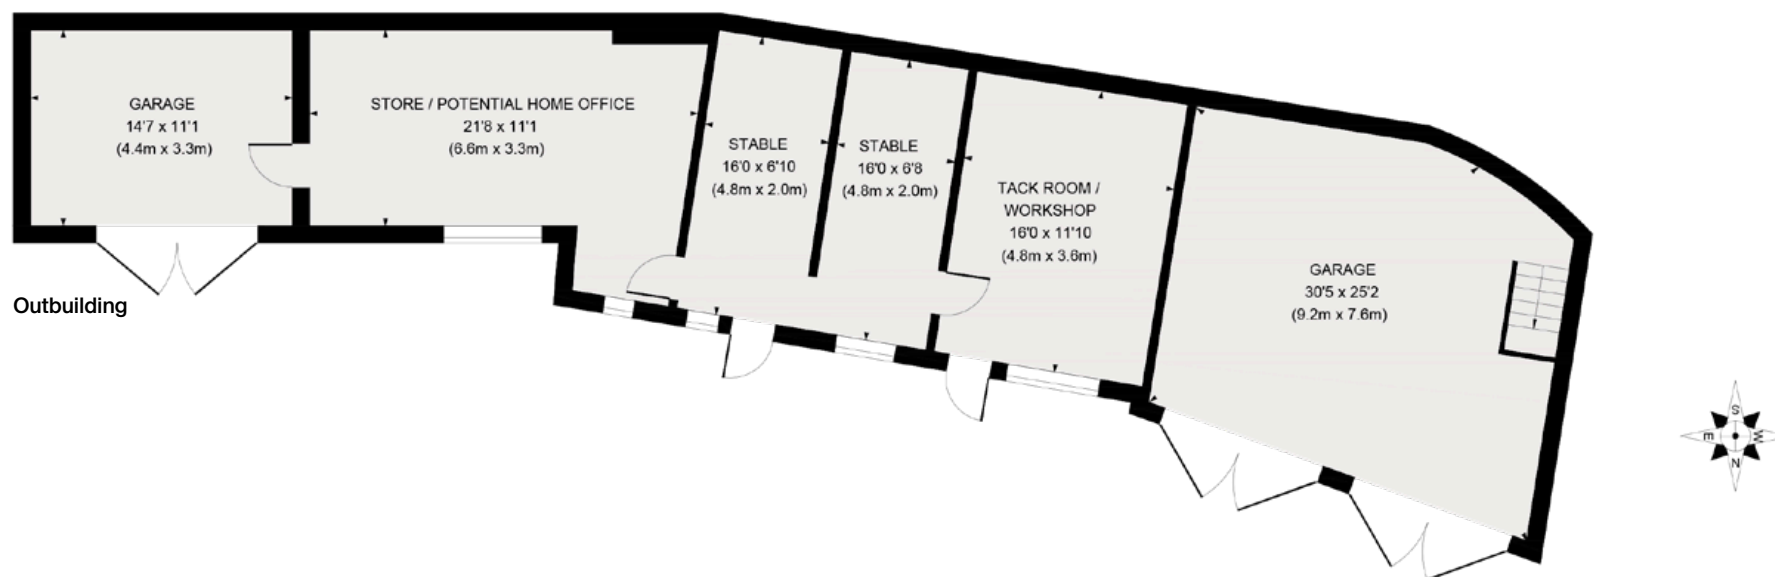 GARAGE
14'7 x 11'1
(4.4m x 3.3m)
STORE / POTENTIAL HOME OFFICE
21'8 x 11'1
(6.6m x 3.3m)
STABLE
16'0 x 6'10
(4.8m x 2.0m)
STABLE
16'0 x 6'8
(4.8m x 2.0m)
TACK ROOM /
WORKSHOP
16'0 x 11'10
(4.8m x 3.6m)
GARAGE
30'5 x 25'2
(9.2m x 7.6m)
Outbuilding
S
E
W
N